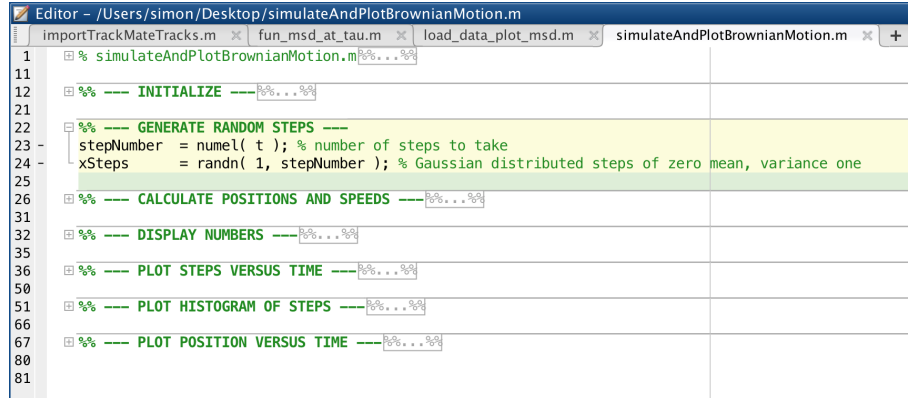 Editor - /Users/simon/Desktop/simulateAndPlotBrownianMotion.m
importTrackMateTracks.m × fun_msd_at_tau.m × load_data_plot_msd.m × simulateAndPlotBrownianMotion.m × +
1 % simulateAndPlotBrownianMotion.m%%...%%
11
12 %% --- INITIALIZE ---%%...%%
21
22 %% --- GENERATE RANDOM STEPS ---
23 - stepNumber = numel( t ); % number of steps to take
24 - xSteps = randn( 1, stepNumber ); % Gaussian distributed steps of zero mean, variance one
25
26 %% --- CALCULATE POSITIONS AND SPEEDS ---%%...%%
31
32 %% --- DISPLAY NUMBERS ---%%...%%
35
36 %% --- PLOT STEPS VERSUS TIME ---%%...%%
50
51 %% --- PLOT HISTOGRAM OF STEPS ---%%...%%
66
67 %% --- PLOT POSITION VERSUS TIME ---%%...%%
80
81